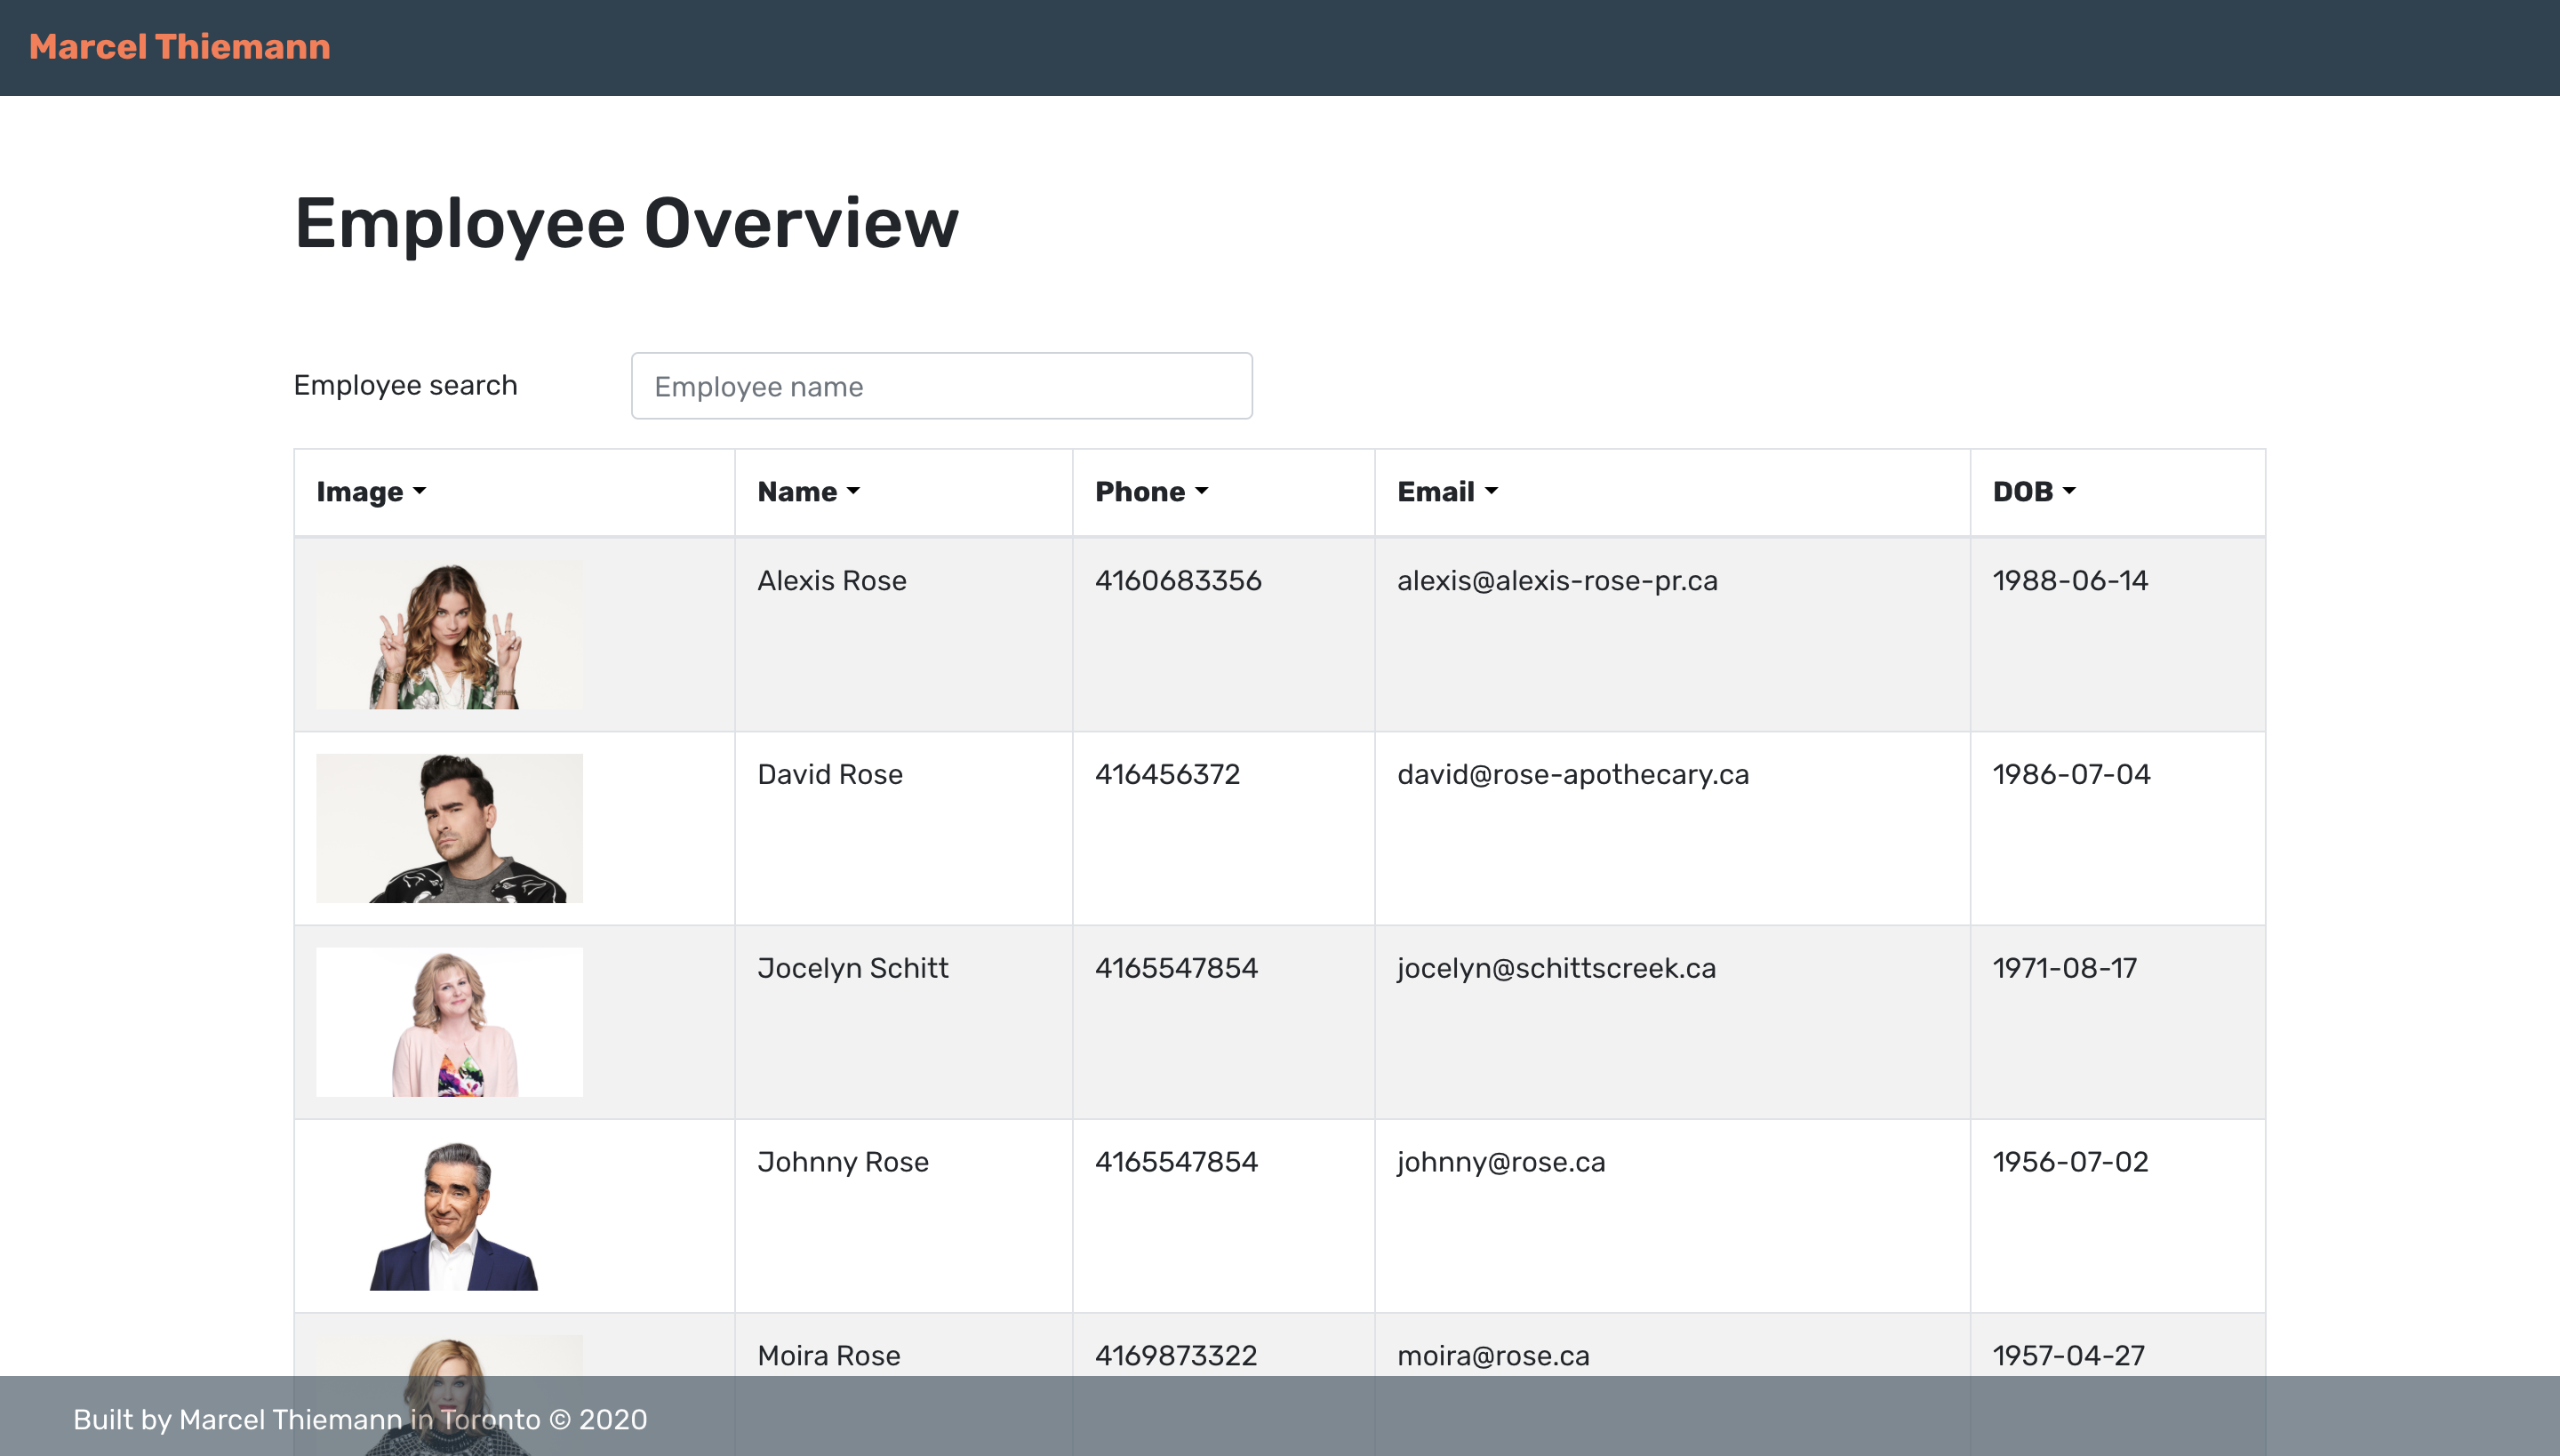 Marcel Thiemann
Employee Overview
Employee search Employee name
Image Name Phone Email DOB
Alexis Rose 4160683356 alexis@alexis-rose-pr.ca 1988-06-14
David Rose 416456372 david@rose-apothecary.ca 1986-07-04
Jocelyn Schitt 4165547854 jocelyn@schittscreek.ca 1971-08-17
Johnny Rose 4165547854 johnny@rose.ca 1956-07-02
Moira Rose 4169873322 moira@rose.ca 1957-04-27
Built by Marcel Thiemann in Toronto © 2020